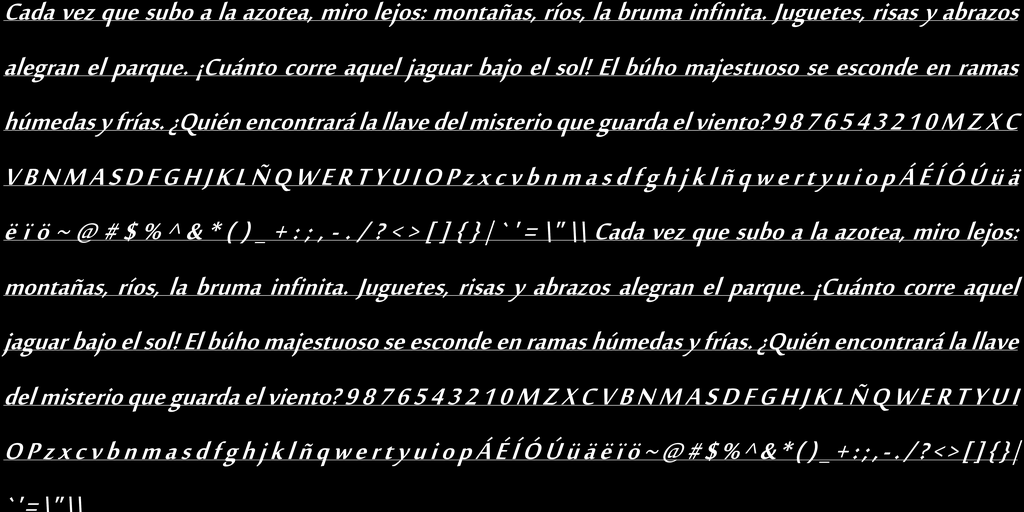 Cada vez que subo a la azotea, miro lejos: montañas, ríos, la bruma infinita. Juguetes, risas y abrazos
alegran el parque. ¡Cuánto corre aquel jaguar bajo el sol! El búho majestuoso se esconde en ramas
húmedas y frías. ¿Quién encontrará la llave del misterio que guarda el viento? 9 8 7 6 5 4 3 2 1 0 M Z X C
V B N M A S D F G H J K L Ñ Q W E R T Y U I O P z x c v b n m a s d f g h j k l ñ q w e r t y u i o p Á É Í Ó Ú ü ä
ë ï ö ~ @ # $ % ^ & * ( ) _ + : ; , - . / ? < > [ ] { } | ` ' = \" \\ Cada vez que subo a la azotea, miro lejos:
montañas, ríos, la bruma infinita. Juguetes, risas y abrazos alegran el parque. ¡Cuánto corre aquel
jaguar bajo el sol! El búho majestuoso se esconde en ramas húmedas y frías. ¿Quién encontrará la llave
del misterio que guarda el viento? 9 8 7 6 5 4 3 2 1 0 M Z X C V B N M A S D F G H J K L Ñ Q W E R T Y U I
O P z x c v b n m a s d f g h j k l ñ q w e r t y u i o p Á É Í Ó Ú ü ä ë ï ö ~ @ # $ % ^ & * ( ) _ + : ; , - . / ? < > [ ] { } |
` ' = \" \\